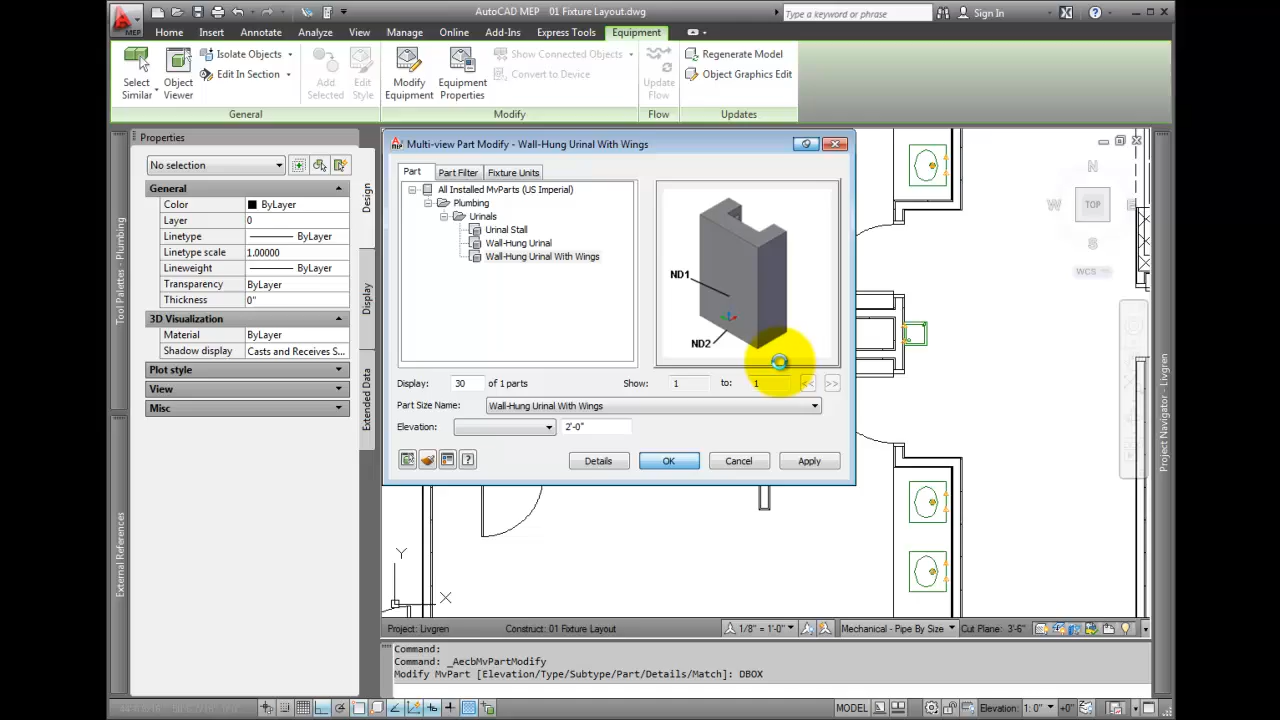 AutoCAD MEP 01 Fixture Layout.dwg
Type a keyword or phrase
Sign In
MEP
Home Insert Annotate Analyze View Manage Online Add-Ins Express Tools Equipment
Select Similar
Object Viewer
Isolate Objects
Edit In Section
Add Selected
Edit Style
Modify Equipment
Equipment Properties
Show Connected Objects
Convert to Device
Update Flow
Regenerate Model
Object Graphics Edit
General Modify Flow Updates
Properties
No selection
General
Color ByLayer
Layer 0
Linetype ByLayer
Linetype scale 1.00000
Lineweight ByLayer
Transparency ByLayer
Thickness 0"
3D Visualization
Material ByLayer
Shadow display Casts and Receives S...
Plot style
View
Misc
Design
Display
Extended Data
Tool Palettes - Plumbing
External References
Multi-view Part Modify - Wall-Hung Urinal With Wings
Part Part Filter Fixture Units
All Installed MvParts (US Imperial)
Plumbing
Urinals
Urinal Stall
Wall-Hung Urinal
Wall-Hung Urinal With Wings
ND1
ND2
Display: 30 of 1 parts Show: 1 to: 1 << >>
Part Size Name: Wall-Hung Urinal With Wings
Elevation: 2'-0"
Details OK Cancel Apply
N
W TOP E
S
WCS
Project Navigator - Livgren
Y
X
Project: Livgren Construct: 01 Fixture Layout 1/8" = 1'-0" Mechanical - Pipe By Size Cut Plane: 3'-6"
Command:
Command: _AecbMvPartModify
Modify MvPart [Elevation/Type/Subtype/Part/Details/Match]: DBOX
MODEL
Elevation: 1: 0" +0"